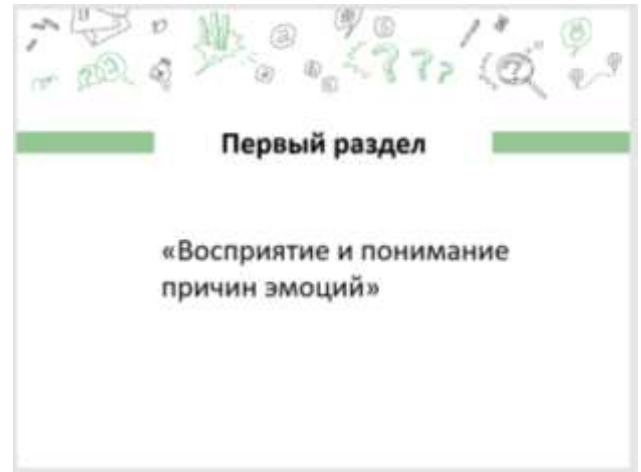 Первый раздел
«Восприятие и понимание
причин эмоций»